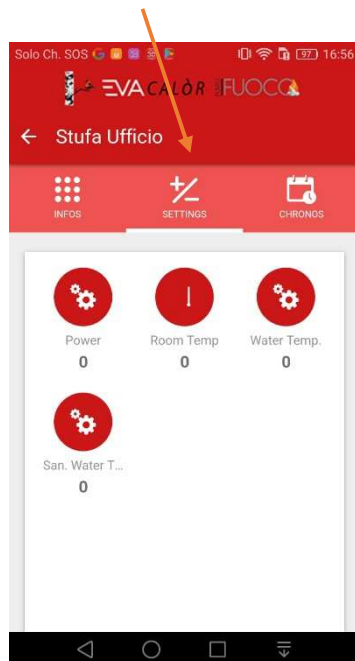 Solo Ch. SOS 97 16:56
EVA CALÒR FUOCO
Stufa Ufficio
INFOS SETTINGS CHRONOS
Power Room Temp Water Temp.
0 0 0
San. Water T...
0